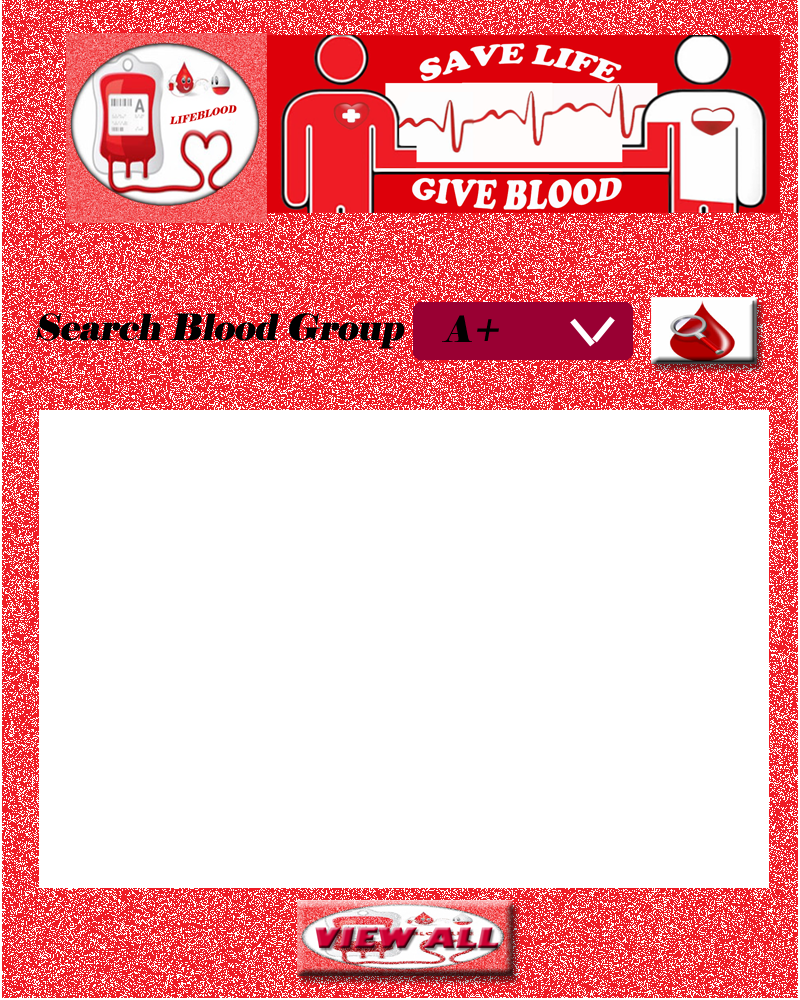 SAVE LIFE
A
LIFEBLOOD
GIVE BLOOD
Search Blood Group
A+
VIEW ALL